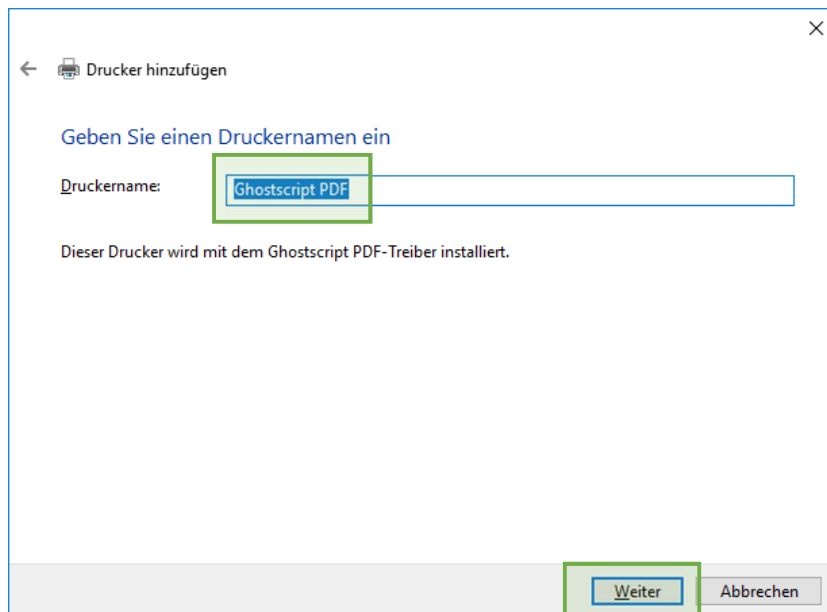 Drucker hinzufügen
Geben Sie einen Druckernamen ein
Druckername: Ghostscript PDF
Dieser Drucker wird mit dem Ghostscript PDF-Treiber installiert.
Weiter Abbrechen